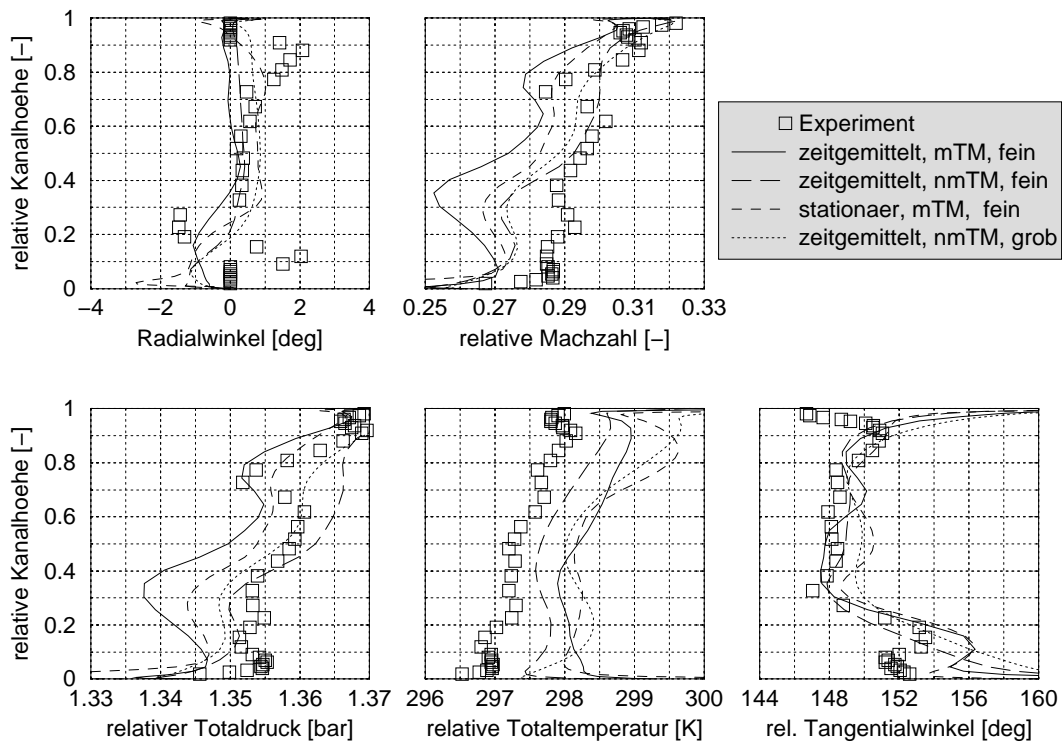 relative Kanalhoehe [−]
1
0.8
0.6
0.4
0.2
0
−4 −2 0 2 4
Radialwinkel [deg]
0.25 0.27 0.29 0.31 0.33
relative Machzahl [−]
Experiment
zeitgemittelt, mTM, fein
zeitgemittelt, nmTM, fein
stationaer, mTM, fein
zeitgemittelt, nmTM, grob
relative Kanalhoehe [−]
1
0.8
0.6
0.4
0.2
0
1.33 1.35 1.37
relativer Totaldruck [bar]
296 297 298 299 300
relative Totaltemperatur [K]
144 148 152 156 160
rel. Tangentialwinkel [deg]